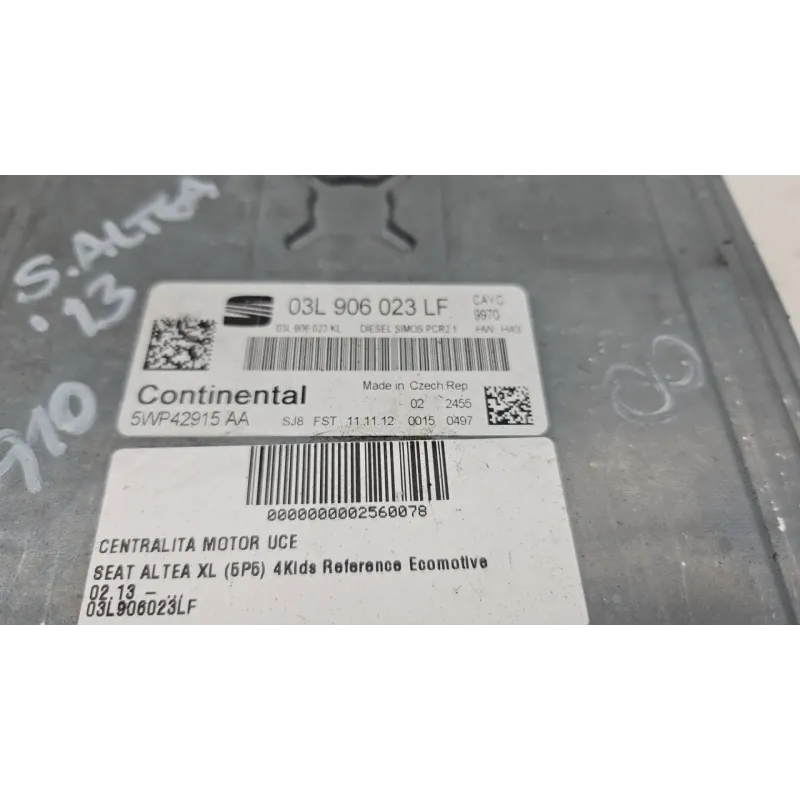 S.ALTEA
'13
03L 906 023 LF
CAYC
9970
03L 906 023 KL DIESEL SIMOS PCR2.1 HW: H43
Continental
5WP42915 AA
Made in Czech Rep
02 2455
SJ8 FST 11.11.12 0015 0497
0000000002560078
CENTRALITA MOTOR UCE
SEAT ALTEA XL (5P5) 4Kids Reference Ecomotive
02.13 - ...
03L906023LF